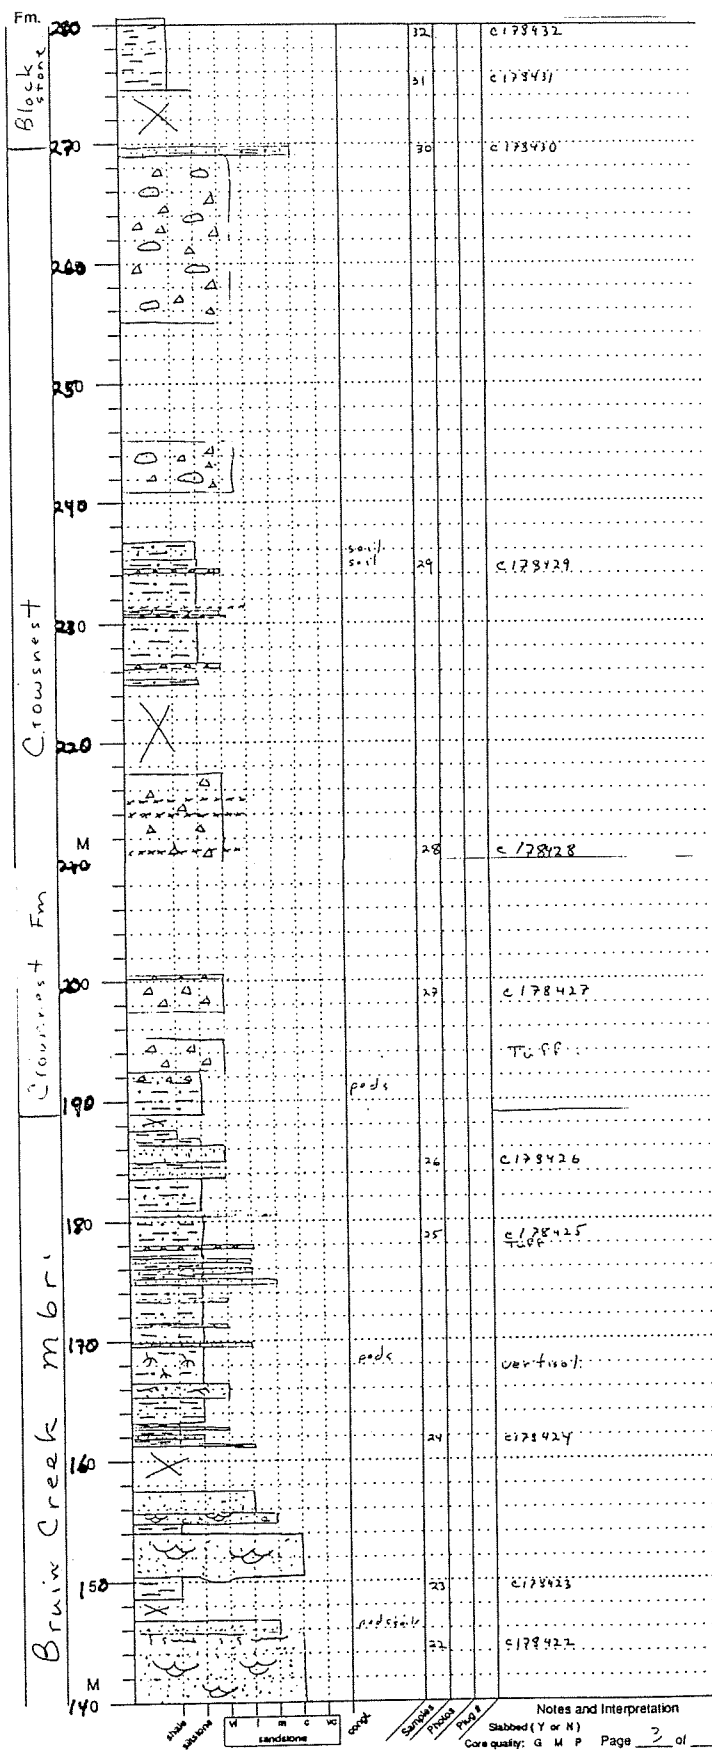 Fm.
280
32
C178432
Block
stone
31
C178431
270
30
C178430
260
250
240
soil
soil
29
C178429
230
Crowsnest
220
M
210
28
C178428
Crowsnest Fm
200
27
C178427
Tuff
190
pods
26
C178426
180
25
C178425
Tuff
170
pods
vertisol
24
C178424
160
Bruin Creek mbr.
150
23
C178423
22
C178422
M
140
shale
siltstone
vf
f
m
c
vc
sandstone
congl.
Samples
Photos
Plug #
Notes and Interpretation
Slabbed (Y or N)
Core quality: G M P Page of